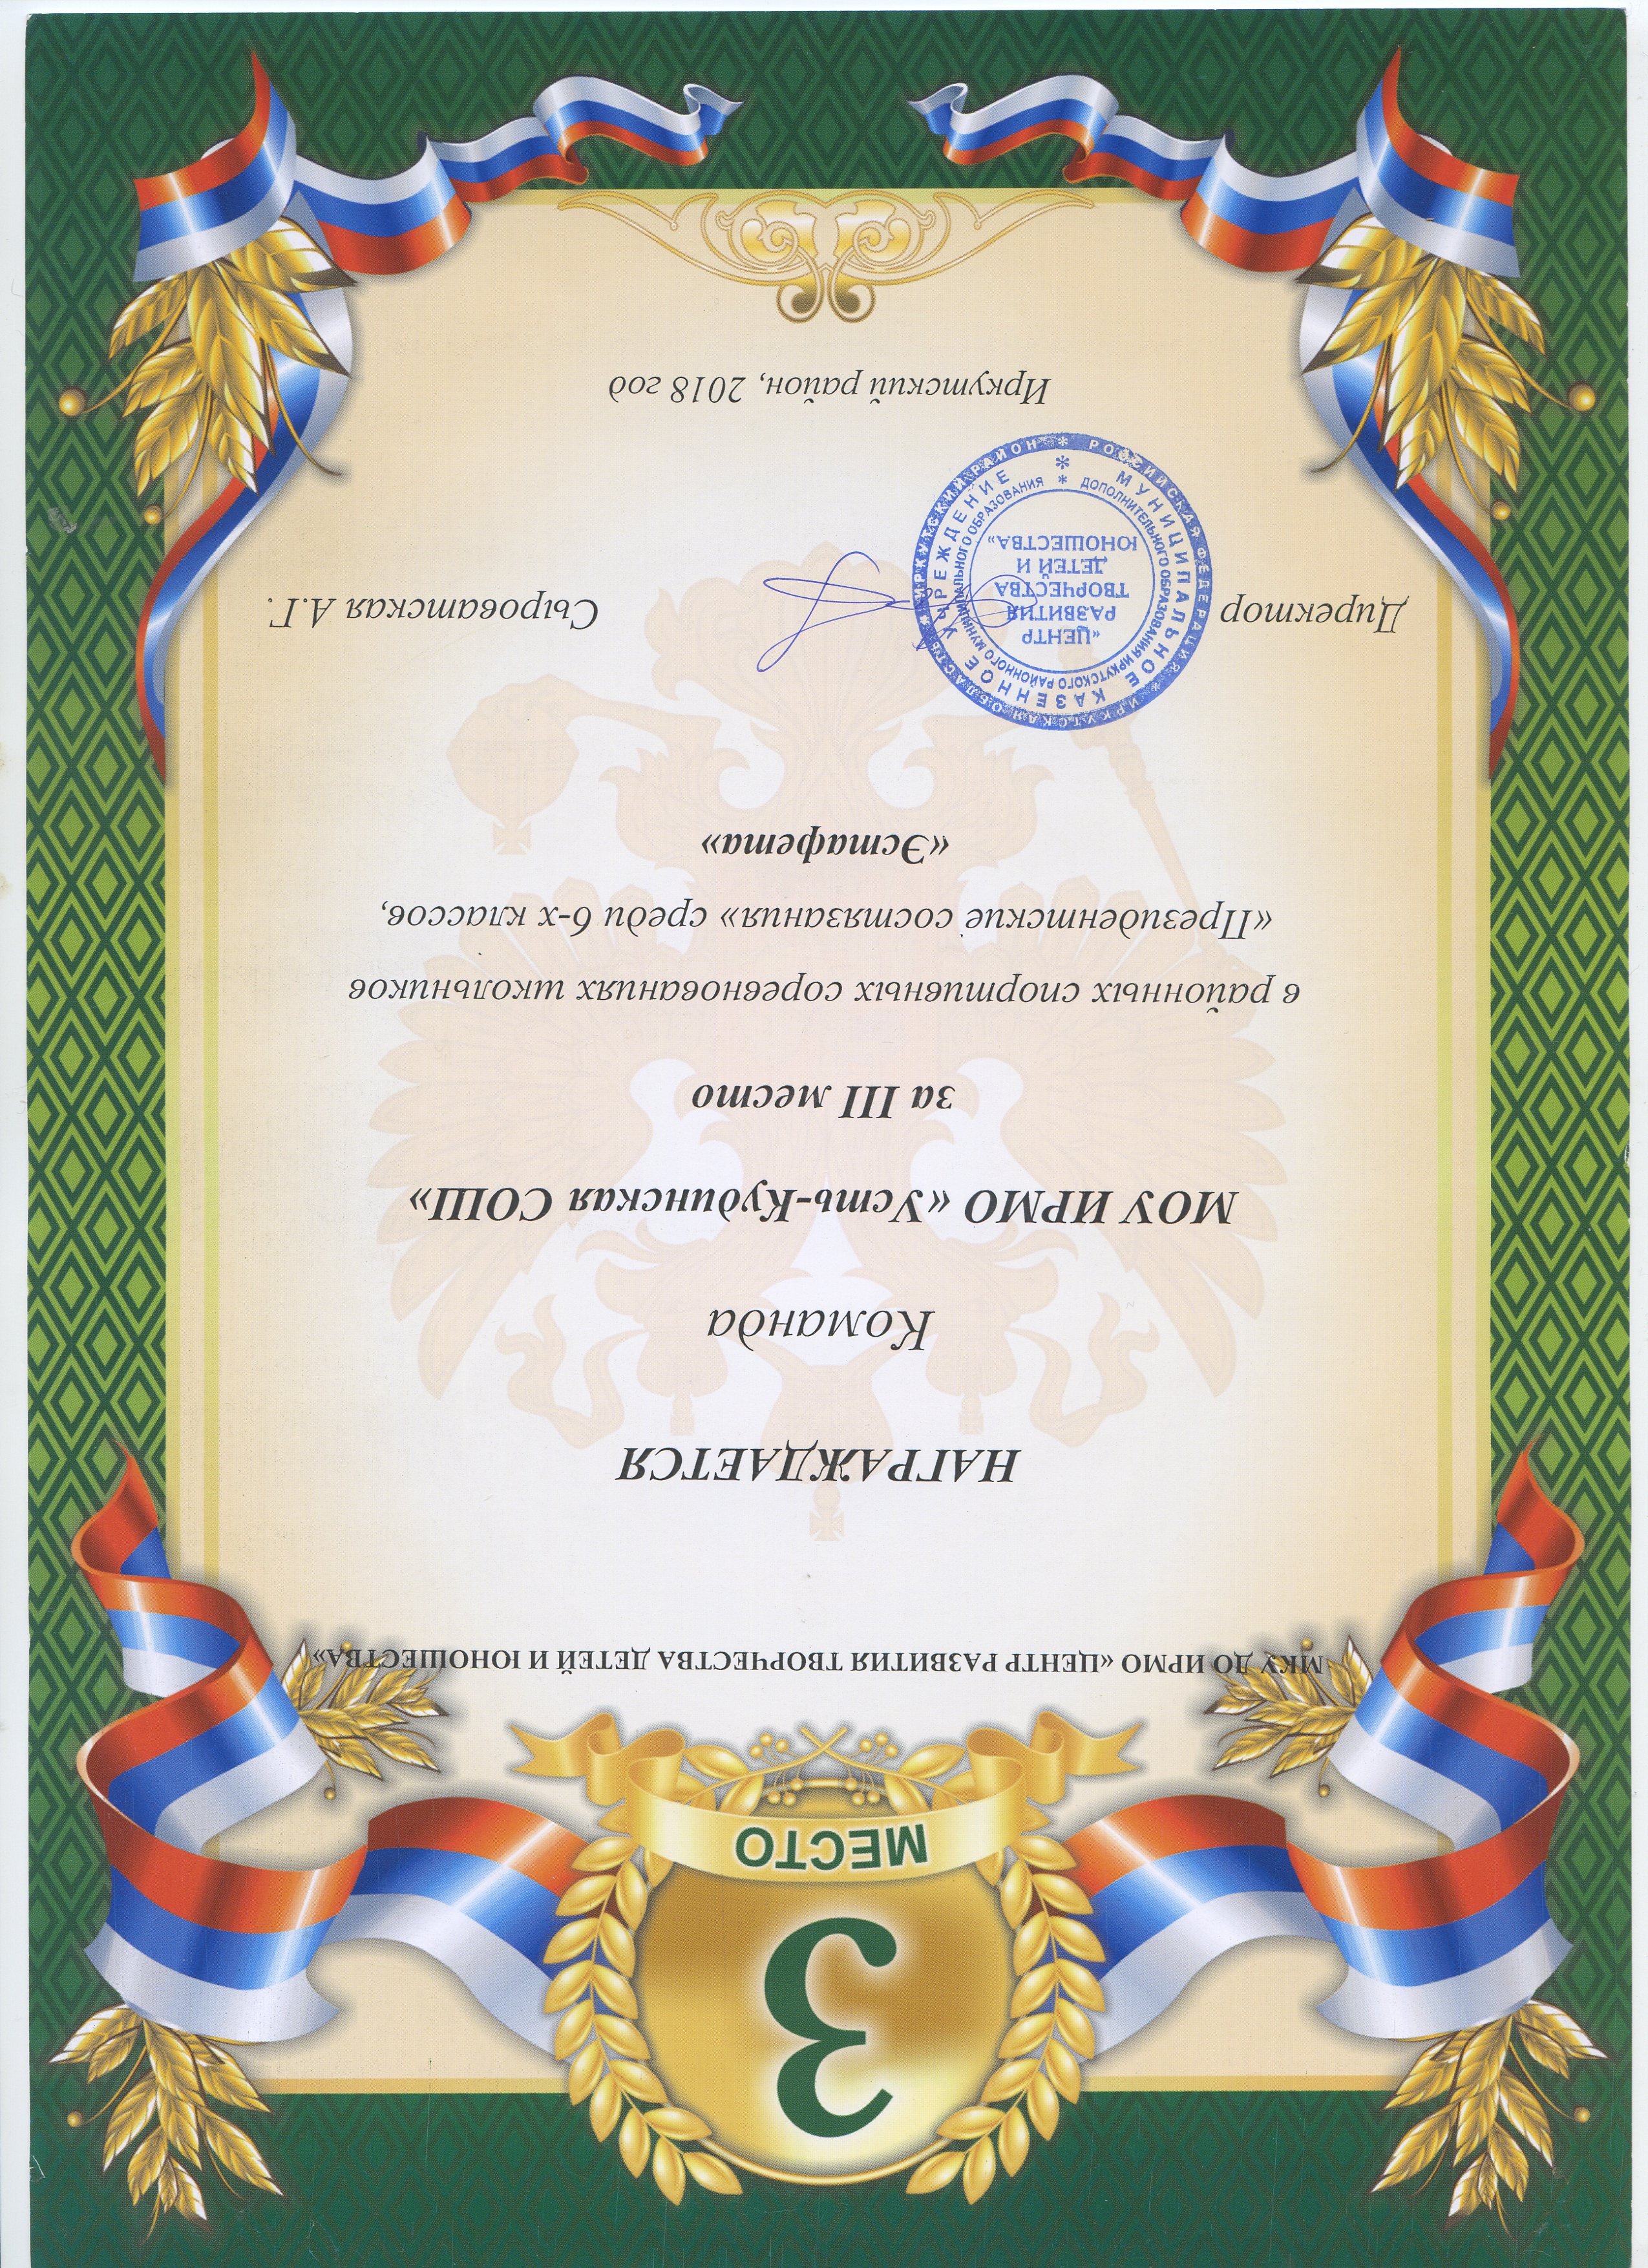 3
МЕСТО
МКУ ДО ИРМО «ЦЕНТР РАЗВИТИЯ ТВОРЧЕСТВА ДЕТЕЙ И ЮНОШЕСТВА»
НАГРАЖДАЕТСЯ
Команда
МОУ ИРМО «Усть-Кудинская СОШ»
за III место
в районных спортивных соревнованиях школьников
«Президентские состязания» среди 6-х классов,
«Эстафета»
Директор
Сыроватская А.Г.
РОССИЙСКАЯ ФЕДЕРАЦИЯ * ИРКУТСКАЯ ОБЛАСТЬ * ИРКУТСКИЙ РАЙОН *
МУНИЦИПАЛЬНОЕ КАЗЕННОЕ УЧРЕЖДЕНИЕ *
ДОПОЛНИТЕЛЬНОГО ОБРАЗОВАНИЯ ИРКУТСКОГО РАЙОННОГО МУНИЦИПАЛЬНОГО ОБРАЗОВАНИЯ *
«ЦЕНТР
РАЗВИТИЯ
ТВОРЧЕСТВА
ДЕТЕЙ И
ЮНОШЕСТВА»
Иркутский район, 2018 год